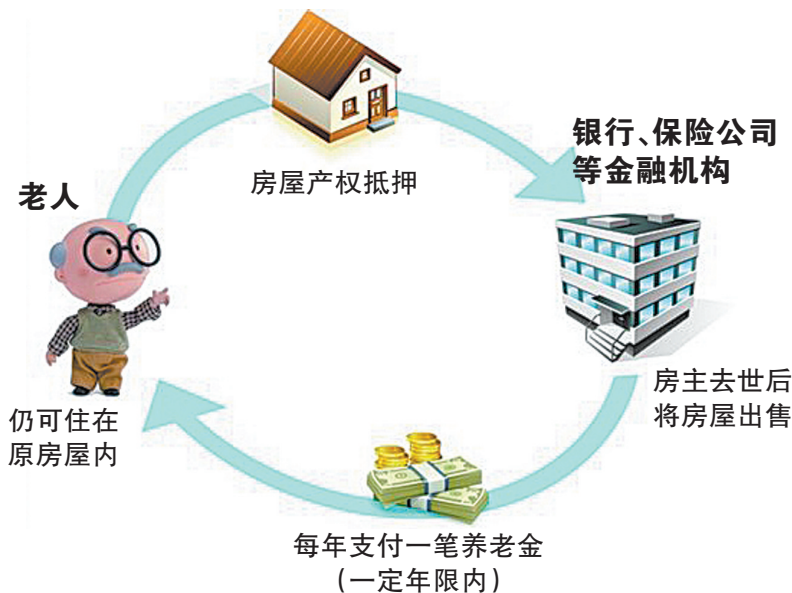 房屋产权抵押
银行、保险公司
等金融机构
老人
仍可住在
原房屋内
房主去世后
将房屋出售
每年支付一笔养老金
（一定年限内）